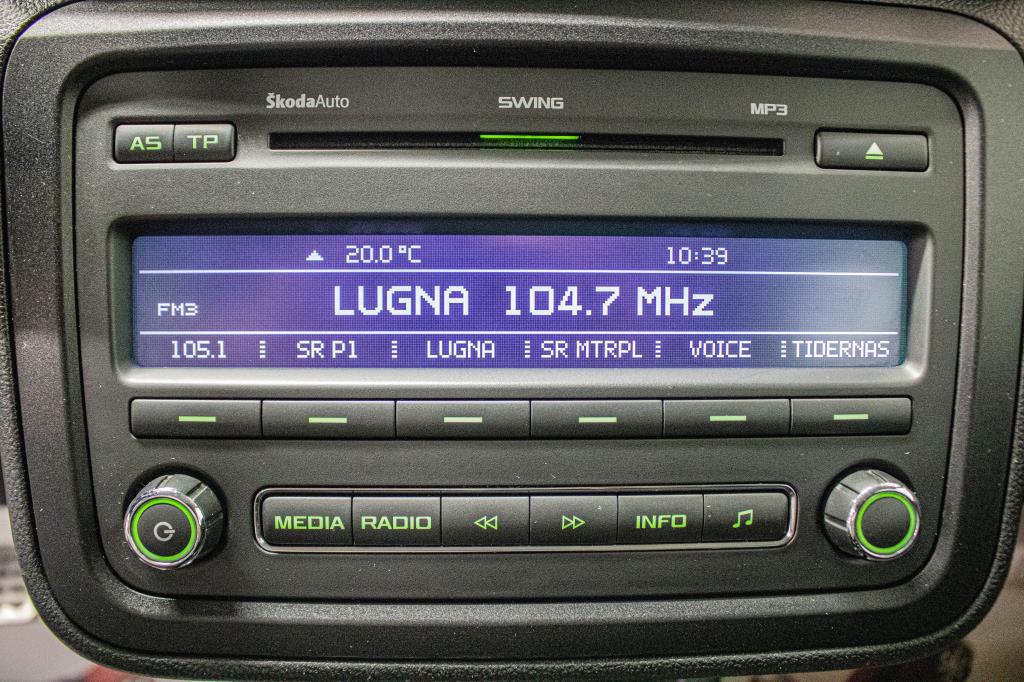 ŠkodaAuto SWING MP3
AS TP
20.0 °C 10:39
FM3 LUGNA 104.7 MHz
105.1 SR P1 LUGNA SR MTRPL VOICE TIDERNAS
MEDIA RADIO INFO